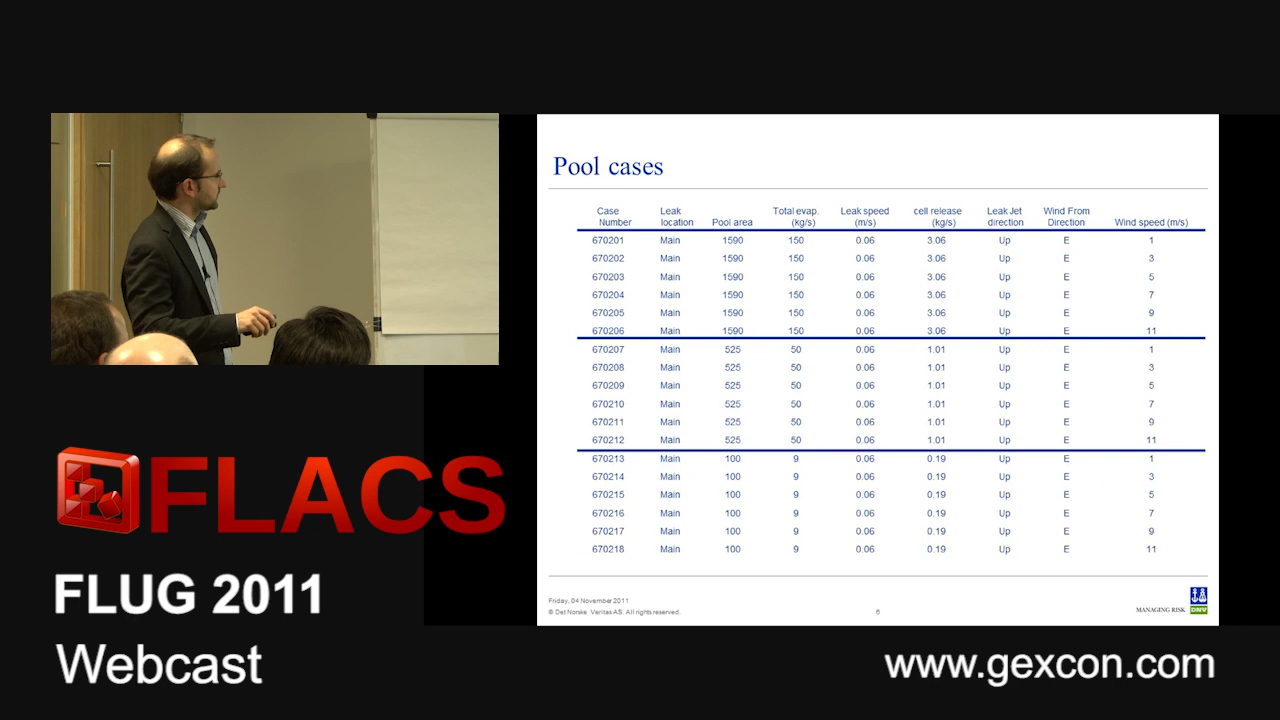 Pool cases
Case Number Leak location Pool area Total evap. (kg/s) Leak speed (m/s) cell release (kg/s) Leak Jet direction Wind From Direction Wind speed (m/s)
670201 Main 1590 150 0.06 3.06 Up E 1
670202 Main 1590 150 0.06 3.06 Up E 3
670203 Main 1590 150 0.06 3.06 Up E 5
670204 Main 1590 150 0.06 3.06 Up E 7
670205 Main 1590 150 0.06 3.06 Up E 9
670206 Main 1590 150 0.06 3.06 Up E 11
670207 Main 525 50 0.06 1.01 Up E 1
670208 Main 525 50 0.06 1.01 Up E 3
670209 Main 525 50 0.06 1.01 Up E 5
670210 Main 525 50 0.06 1.01 Up E 7
670211 Main 525 50 0.06 1.01 Up E 9
670212 Main 525 50 0.06 1.01 Up E 11
670213 Main 100 9 0.06 0.19 Up E 1
670214 Main 100 9 0.06 0.19 Up E 3
670215 Main 100 9 0.06 0.19 Up E 5
670216 Main 100 9 0.06 0.19 Up E 7
670217 Main 100 9 0.06 0.19 Up E 9
670218 Main 100 9 0.06 0.19 Up E 11
Friday, 04 November 2011
© Det Norske Veritas AS. All rights reserved.
6
MANAGING RISK
DNV
FLACS
FLUG 2011
Webcast
www.gexcon.com